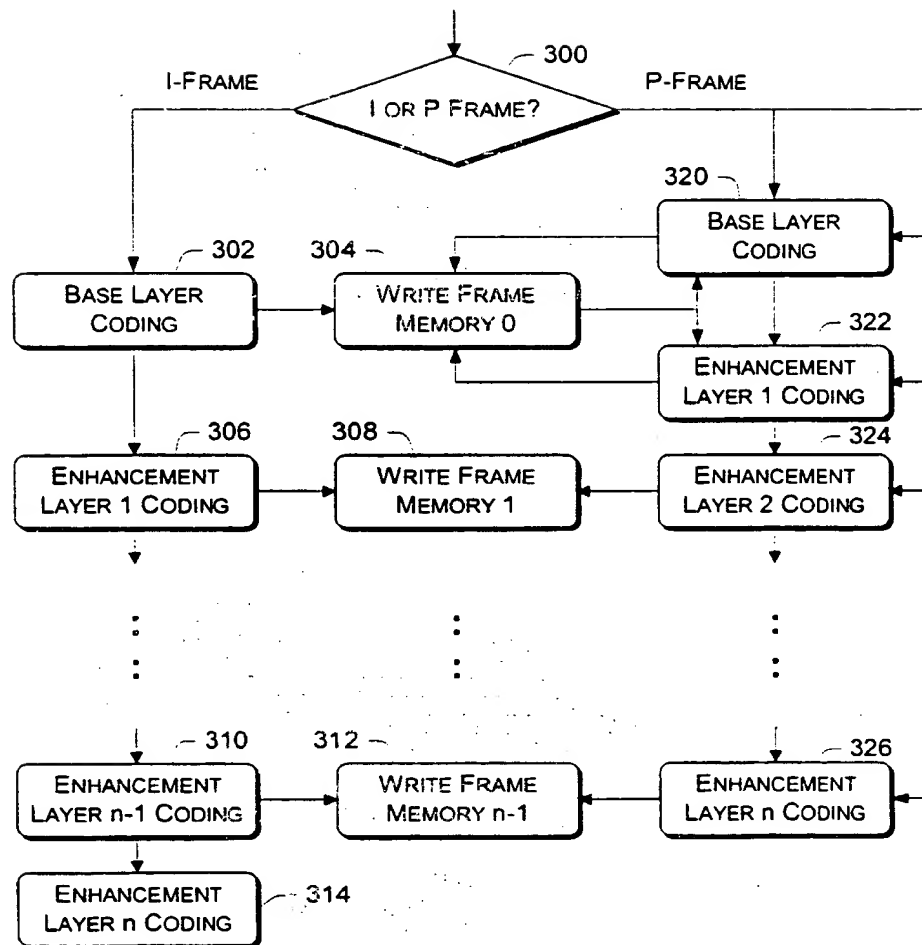 300
I-FRAME
P-FRAME
I OR P FRAME?
320
BASE LAYER
CODING
302
304
BASE LAYER
CODING
WRITE FRAME
MEMORY 0
322
ENHANCEMENT
LAYER 1 CODING
306
308
324
ENHANCEMENT
LAYER 1 CODING
WRITE FRAME
MEMORY 1
ENHANCEMENT
LAYER 2 CODING
310
312
326
ENHANCEMENT
LAYER n-1 CODING
WRITE FRAME
MEMORY n-1
ENHANCEMENT
LAYER n CODING
ENHANCEMENT
LAYER n CODING
314